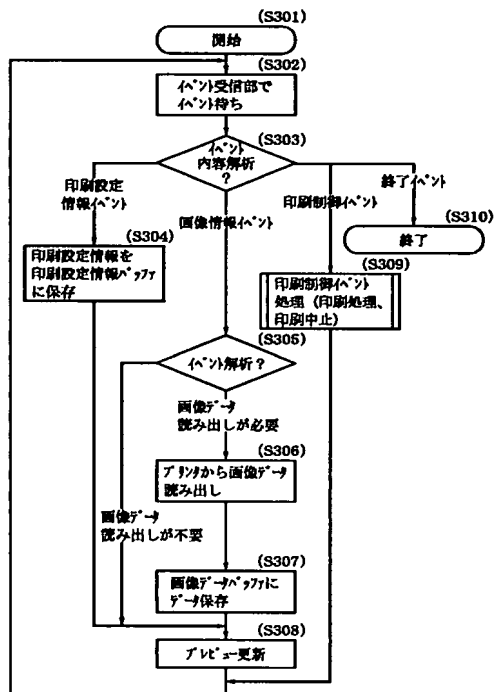 (S301)
開始
(S302)
イベント受信部で
イベント待ち
(S303)
イベント
内容解析
?
印刷設定
情報イベント
画像情報イベント
印刷制御イベント
終了イベント
(S310)
終了
(S304)
印刷設定情報を
印刷設定情報バッファ
に保存
(S309)
印刷制御イベント
処理(印刷処理、
印刷中止)
(S305)
イベント解析?
画像データ
読み出しが必要
(S306)
プリンタから画像データ
読み出し
画像データ
読み出しが不要
(S307)
画像データバッファに
データ保存
(S308)
プレビュー更新